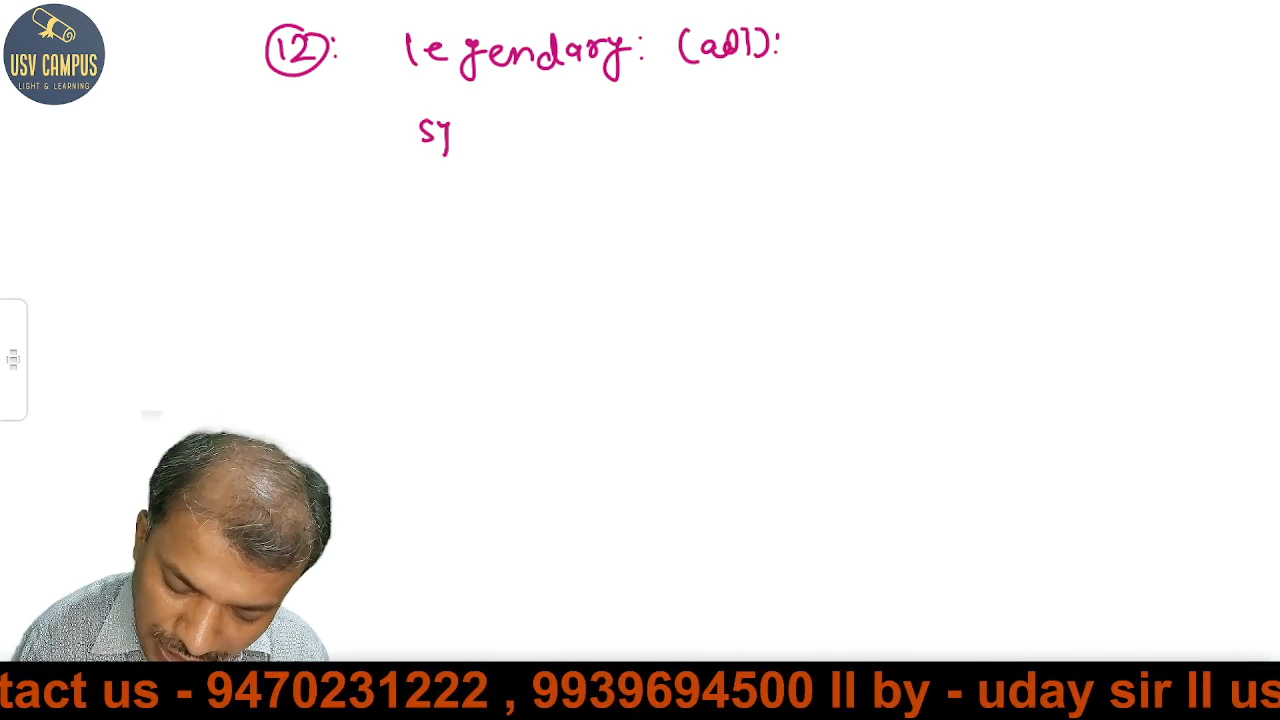 USV CAMPUS
LIGHT & LEARNING
12: legendary: (adj):
sy
tact us - 9470231222 , 9939694500 ll by - uday sir ll us